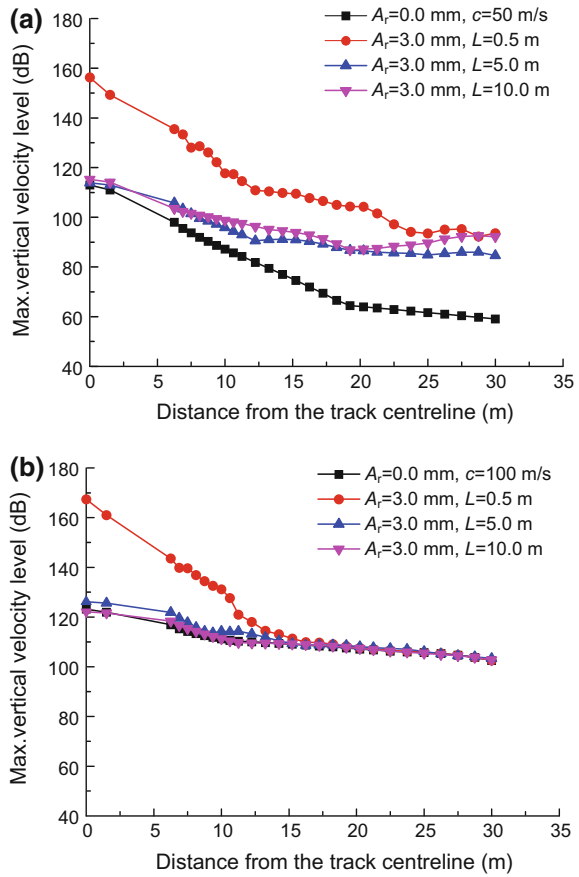 (a)
180
160
140
120
100
80
60
40
Max.vertical velocity level (dB)
Aᵣ=0.0 mm, c=50 m/s
Aᵣ=3.0 mm, L=0.5 m
Aᵣ=3.0 mm, L=5.0 m
Aᵣ=3.0 mm, L=10.0 m
0 5 10 15 20 25 30 35
Distance from the track centreline (m)
(b)
180
160
140
120
100
80
60
40
Max.vertical velocity level (dB)
Aᵣ=0.0 mm, c=100 m/s
Aᵣ=3.0 mm, L=0.5 m
Aᵣ=3.0 mm, L=5.0 m
Aᵣ=3.0 mm, L=10.0 m
0 5 10 15 20 25 30 35
Distance from the track centreline (m)